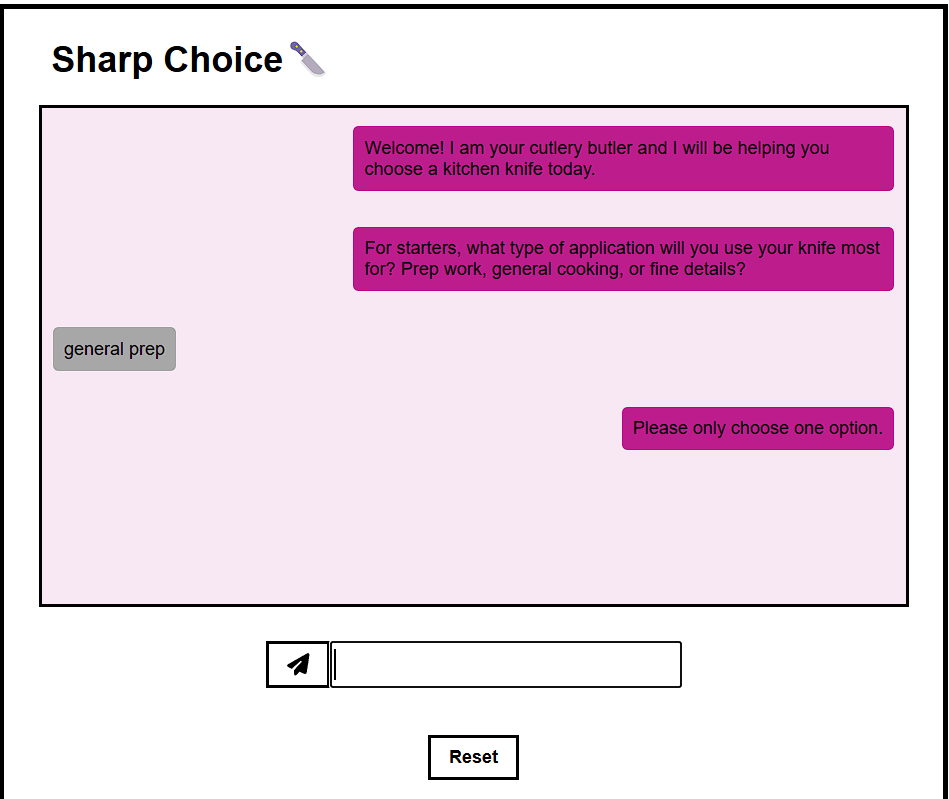 Sharp Choice
Welcome! I am your cutlery butler and I will be helping you
choose a kitchen knife today.
For starters, what type of application will you use your knife most
for? Prep work, general cooking, or fine details?
general prep
Please only choose one option.
Reset